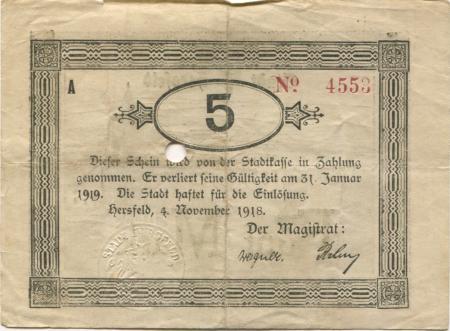 A
Nº 4553
5
Dieser Schein wird von der Stadtkasse in Zahlung
genommen. Er verliert seine Gültigkeit am 31. Januar
1919. Die Stadt haftet für die Einlösung.
Hersfeld, 4. November 1918.
Der Magistrat: